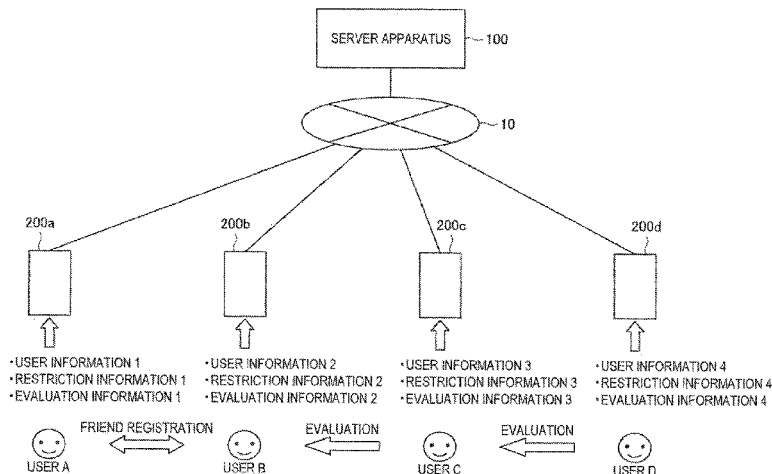 SERVER APPARATUS
100
10
200a
200b
200c
200d
・USER INFORMATION 1
・RESTRICTION INFORMATION 1
・EVALUATION INFORMATION 1
・USER INFORMATION 2
・RESTRICTION INFORMATION 2
・EVALUATION INFORMATION 2
・USER INFORMATION 3
・RESTRICTION INFORMATION 3
・EVALUATION INFORMATION 3
・USER INFORMATION 4
・RESTRICTION INFORMATION 4
・EVALUATION INFORMATION 4
FRIEND REGISTRATION
EVALUATION
EVALUATION
USER A
USER B
USER C
USER D